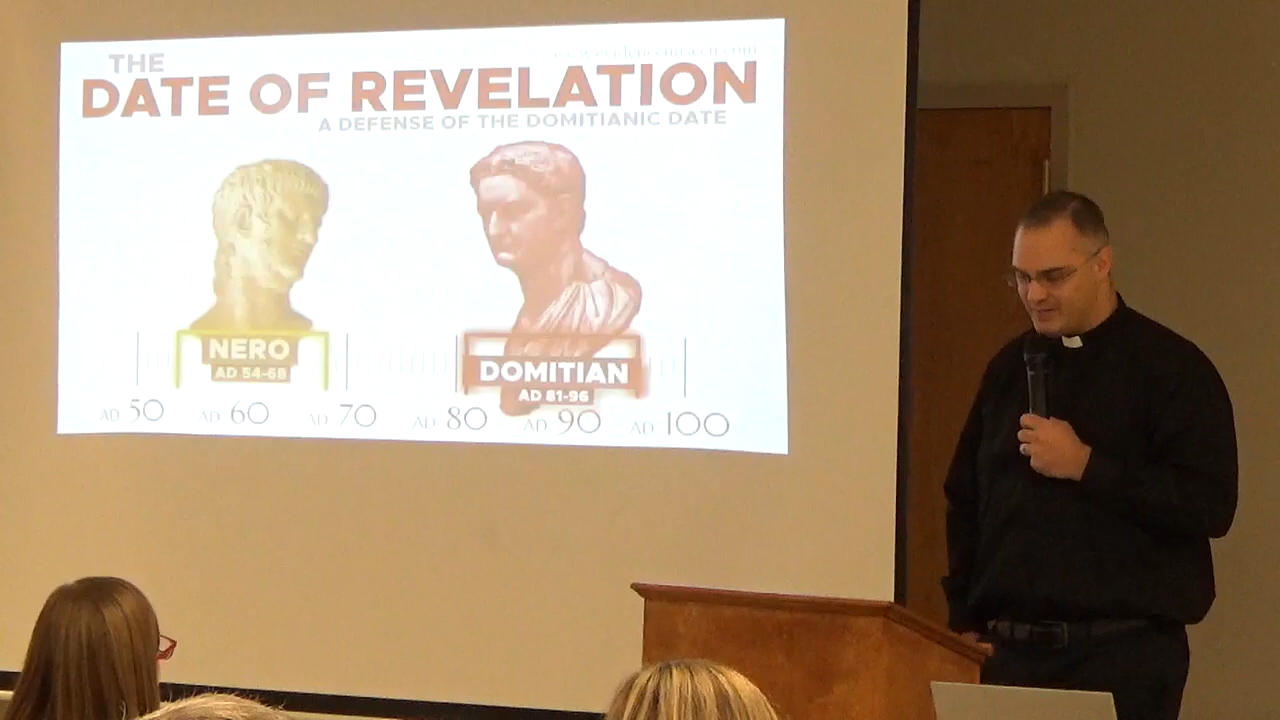 THE
DATE OF REVELATION
A DEFENSE OF THE DOMITIANIC DATE
NERO
AD 54-68
DOMITIAN
AD 81-96
AD 50 AD 60 AD 70 AD 80 AD 90 AD 100